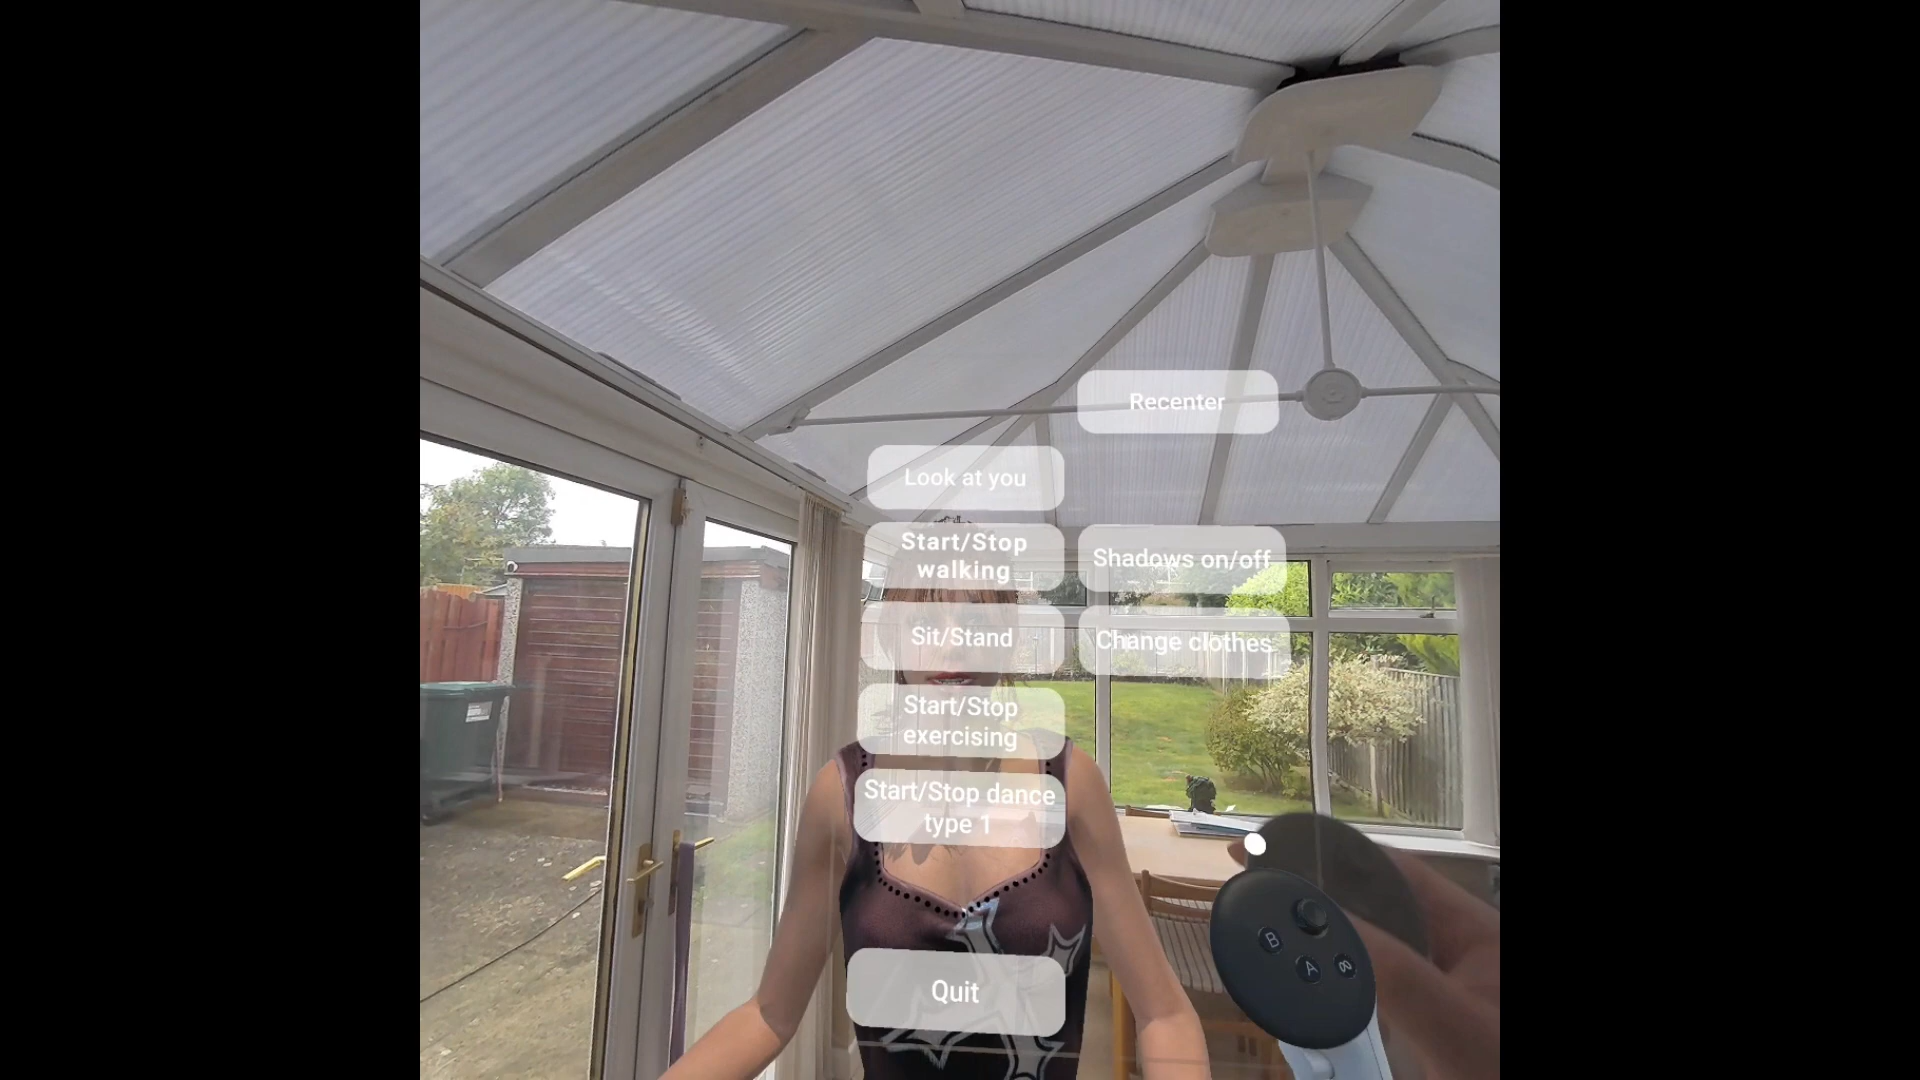 Recenter
Look at you
Start/Stop
walking
Shadows on/off
Sit/Stand
Change clothes
Start/Stop
exercising
Start/Stop dance
type 1
Quit
B
A